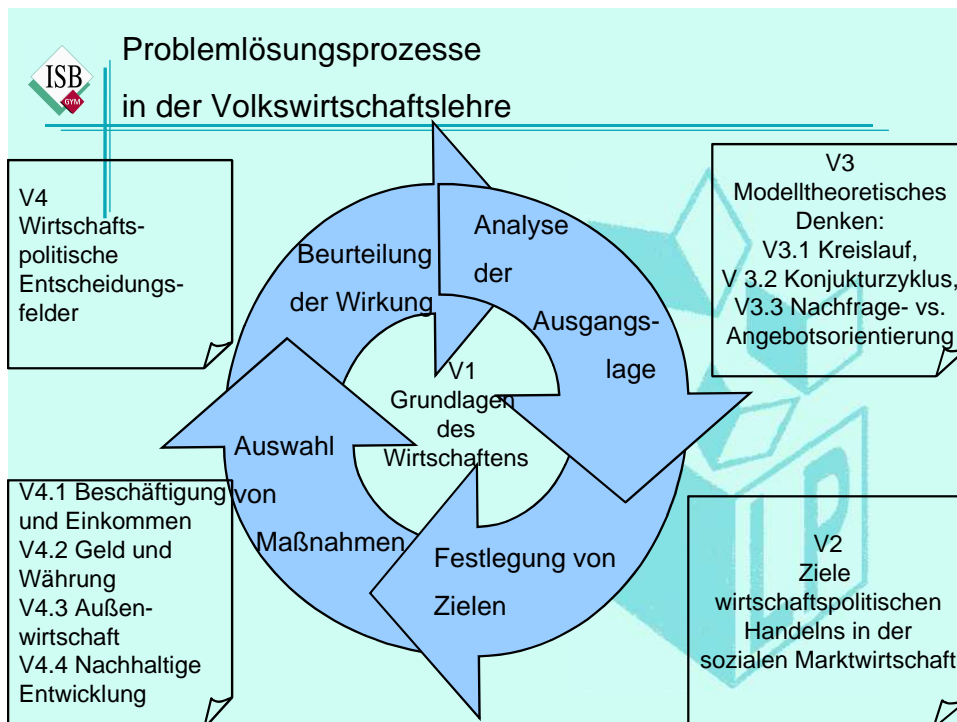 Problemlösungsprozesse
in der Volkswirtschaftslehre
ISB
GYM
V4
Wirtschafts-
politische
Entscheidungs-
felder
V3
Modelltheoretisches
Denken:
V3.1 Kreislauf,
V 3.2 Konjukturzyklus,
V3.3 Nachfrage- vs.
Angebotsorientierung
Analyse
der
Ausgangs-
lage
Beurteilung
der Wirkung
V1
Grundlagen
des
Wirtschaftens
Auswahl
von
Maßnahmen
Festlegung von
Zielen
V4.1 Beschäftigung
und Einkommen
V4.2 Geld und
Währung
V4.3 Außen-
wirtschaft
V4.4 Nachhaltige
Entwicklung
V2
Ziele
wirtschaftspolitischen
Handelns in der
sozialen Marktwirtschaft
LP